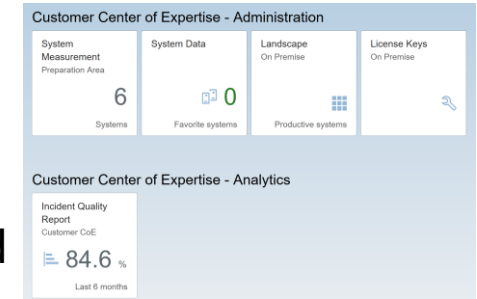 Customer Center of Expertise - Administration
System
Measurement
Preparation Area
6
Systems
System Data
0
Favorite systems
Landscape
On Premise
Productive systems
License Keys
On Premise
Customer Center of Expertise - Analytics
Incident Quality
Report
Customer CoE
84.6 %
Last 6 months